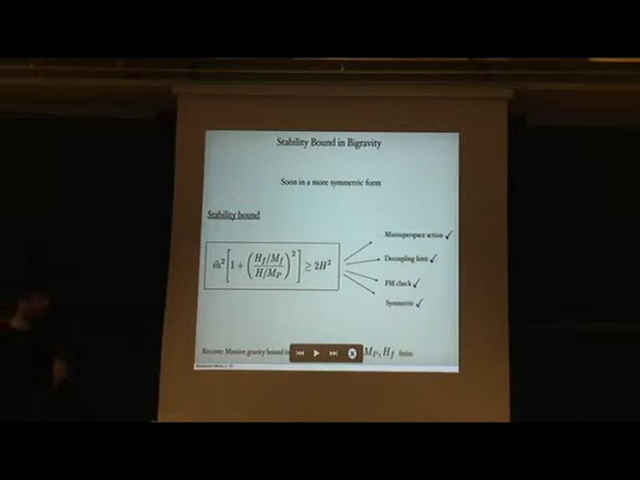 Stability Bound in Bigravity
Soon in a more symmetric form
Stability bound
Minisuperspace action ✓
m̃² [1 + (H_f/M_f / H/M_P)²] ≥ 2H²
Decoupling limit ✓
PM check ✓
Symmetric ✓
Recover Massive gravity bound in M_P, H_f finite